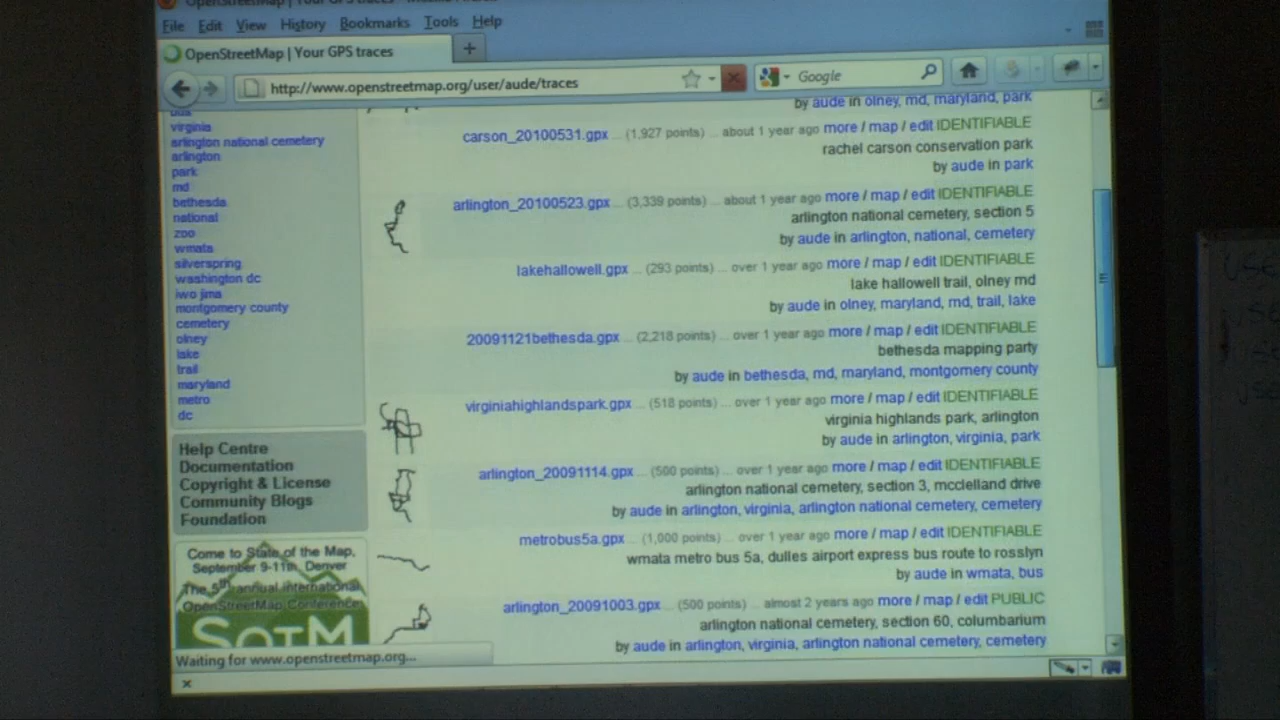 OpenStreetMap | Your GPS traces
File Edit View History Bookmarks Tools Help
OpenStreetMap | Your GPS traces +
http://www.openstreetmap.org/user/aude/traces
Google
bus
virginia
arlington national cemetery
arlington
park
md
bethesda
national
zoo
wmata
silverspring
washington dc
iwo jima
montgomery county
cemetery
olney
lake
trail
maryland
metro
dc
Help Centre
Documentation
Copyright & License
Community Blogs
Foundation
Come to State of the Map,
September 9-11th, Denver
The 5th annual international
OpenStreetMap Conference
SOTM
Waiting for www.openstreetmap.org...
by aude in olney, md, maryland, park
carson_20100531.gpx ... (1,927 points) ... about 1 year ago more / map / edit IDENTIFIABLE
rachel carson conservation park
by aude in park
arlington_20100523.gpx ... (3,339 points) ... about 1 year ago more / map / edit IDENTIFIABLE
arlington national cemetery, section 5
by aude in arlington, national, cemetery
lakehallowell.gpx ... (293 points) ... over 1 year ago more / map / edit IDENTIFIABLE
lake hallowell trail, olney md
by aude in olney, maryland, md, trail, lake
20091121bethesda.gpx ... (2,218 points) ... over 1 year ago more / map / edit IDENTIFIABLE
bethesda mapping party
by aude in bethesda, md, maryland, montgomery county
virginiahighlandspark.gpx ... (518 points) ... over 1 year ago more / map / edit IDENTIFIABLE
virginia highlands park, arlington
by aude in arlington, virginia, park
arlington_20091114.gpx ... (500 points) ... over 1 year ago more / map / edit IDENTIFIABLE
arlington national cemetery, section 3, mcclelland drive
by aude in arlington, virginia, arlington national cemetery, cemetery
metrobus5a.gpx ... (1,000 points) ... over 1 year ago more / map / edit IDENTIFIABLE
wmata metro bus 5a, dulles airport express bus route to rosslyn
by aude in wmata, bus
arlington_20091003.gpx ... (500 points) ... almost 2 years ago more / map / edit PUBLIC
arlington national cemetery, section 60, columbarium
by aude in arlington, virginia, arlington national cemetery, cemetery